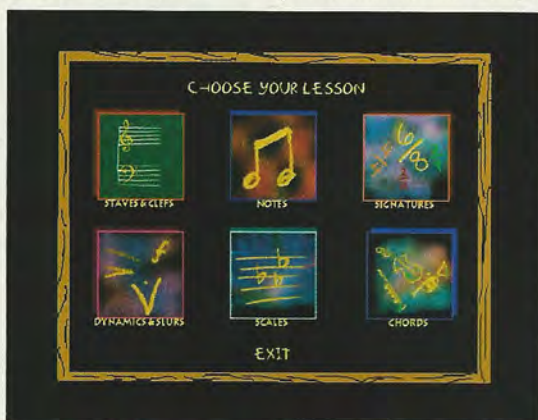 CHOOSE YOUR LESSON
STAVES & CLEFS
NOTES
SIGNATURES
DYNAMICS & SLURS
SCALES
CHORDS
EXIT